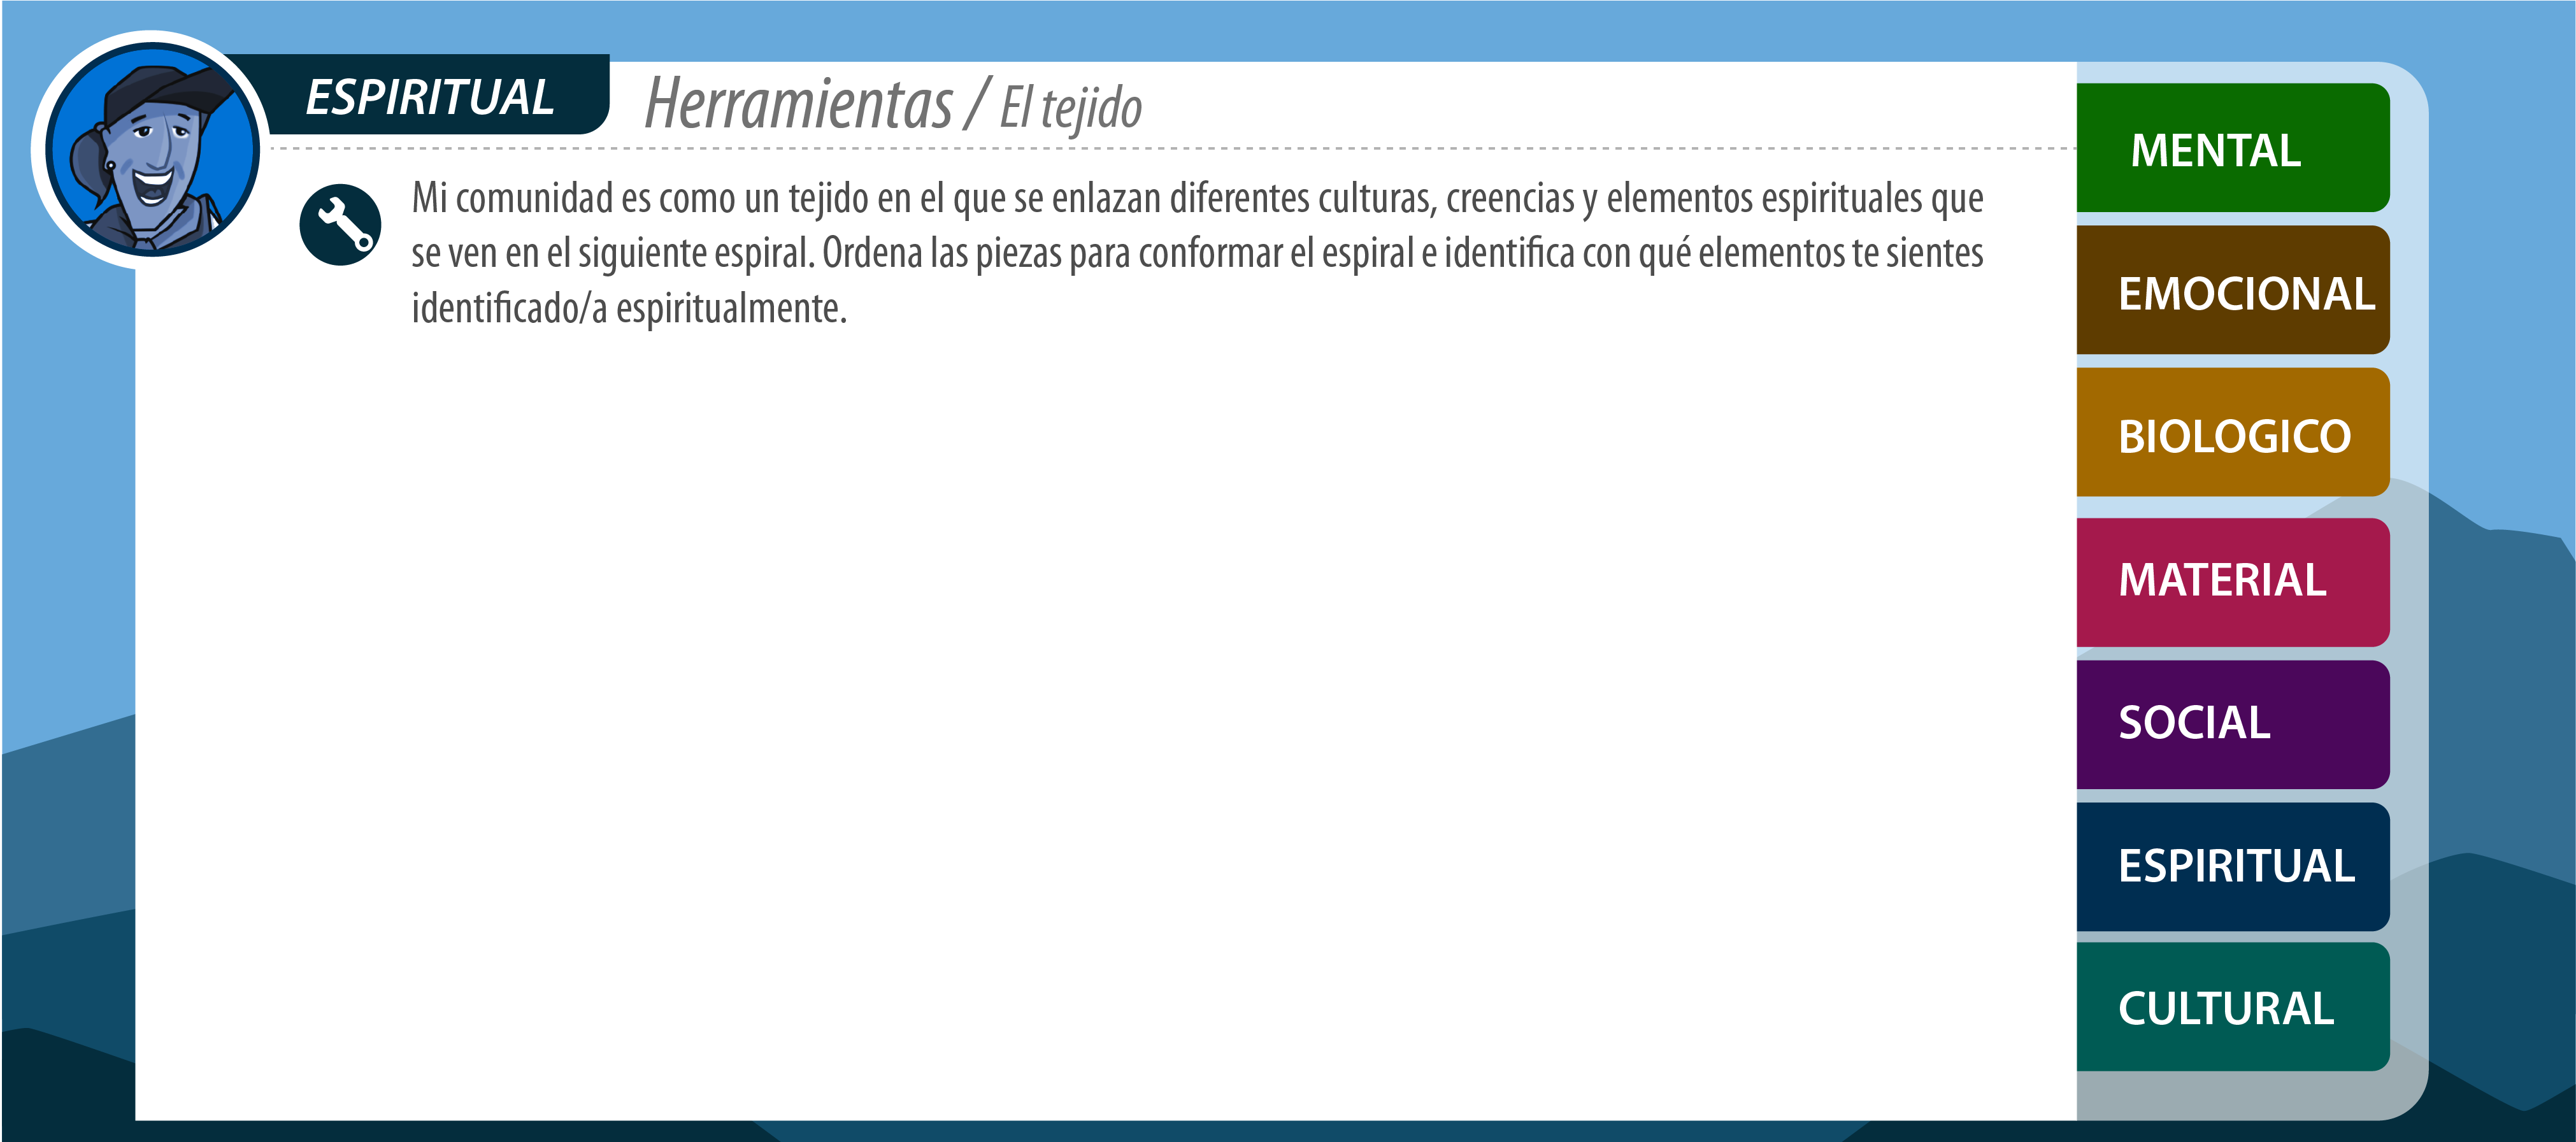 ESPIRITUAL
Herramientas / El tejido
Mi comunidad es como un tejido en el que se enlazan diferentes culturas, creencias y elementos espirituales que
se ven en el siguiente espiral. Ordena las piezas para conformar el espiral e identifica con qué elementos te sientes
identificado/a espiritualmente.
MENTAL
EMOCIONAL
BIOLOGICO
MATERIAL
SOCIAL
ESPIRITUAL
CULTURAL